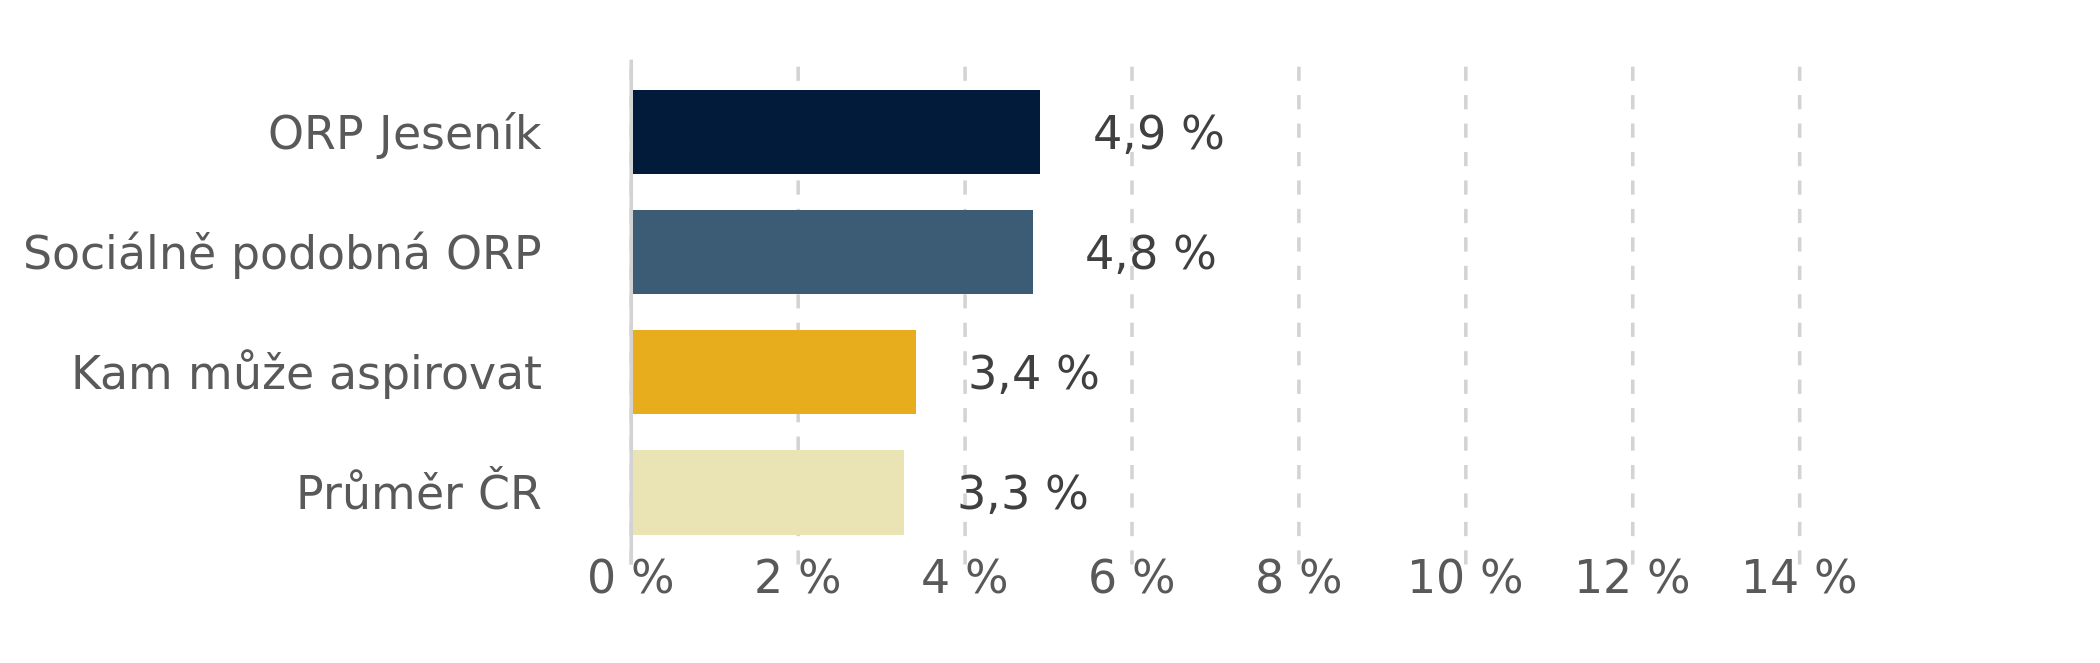 ORP Jeseník 4,9 %
Sociálně podobná ORP 4,8 %
Kam může aspirovat 3,4 %
Průměr ČR 3,3 %
0 % 2 % 4 % 6 % 8 % 10 % 12 % 14 %